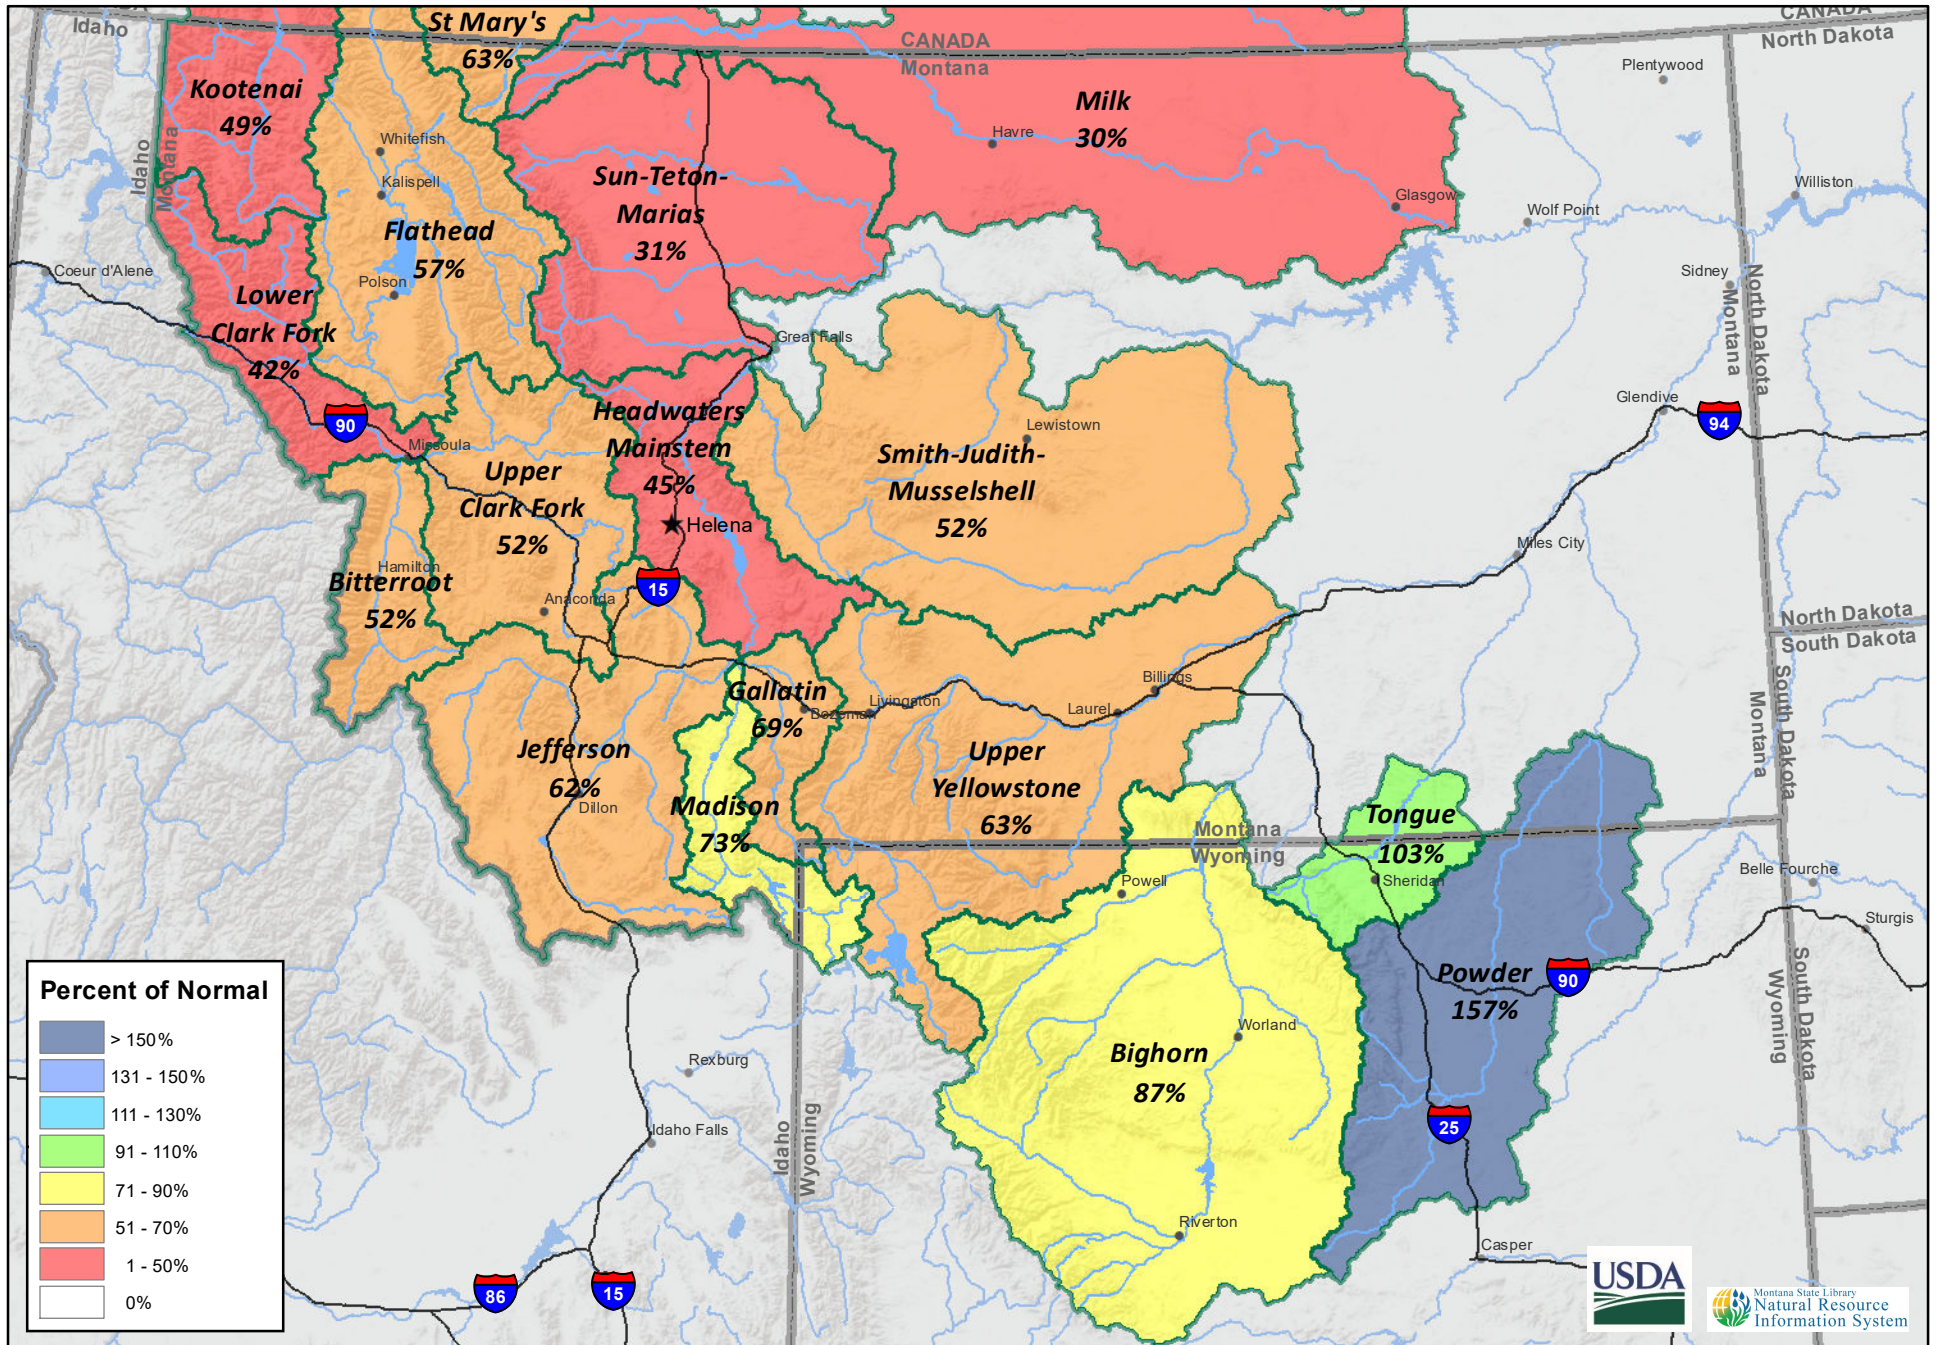 Idaho
CANADA
North Dakota
St Mary's
63%
CANADA
Montana
Kootenai
49%
Idaho
Montana
Whitefish
Kalispell
Flathead
57%
Polson
Sun-Teton-
Marias
31%
Milk
30%
Havre
Glasgow
Plentywood
Williston
Wolf Point
Sidney
North Dakota
Montana
Coeur d'Alene
Lower
Clark Fork
42%
90
Missoula
Great Falls
Headwaters
Mainstem
45%
Helena
Lewistown
Smith-Judith-
Musselshell
52%
Glendive
94
Upper
Clark Fork
52%
Hamilton
Bitterroot
52%
Anaconda
15
Miles City
North Dakota
South Dakota
South Dakota
Montana
Gallatin
69%
Bozeman
Livingston
Billings
Laurel
Jefferson
62%
Dillon
Madison
73%
Upper
Yellowstone
63%
Montana
Wyoming
Powell
Tongue
103%
Sheridan
Belle Fourche
Sturgis
Powder
157%
90
South Dakota
Wyoming
Percent of Normal
> 150%
131 - 150%
111 - 130%
91 - 110%
71 - 90%
51 - 70%
1 - 50%
0%
Rexburg
Idaho Falls
Idaho
Wyoming
Worland
Bighorn
87%
25
Riverton
Casper
86
15
USDA
Montana State Library
Natural Resource
Information System